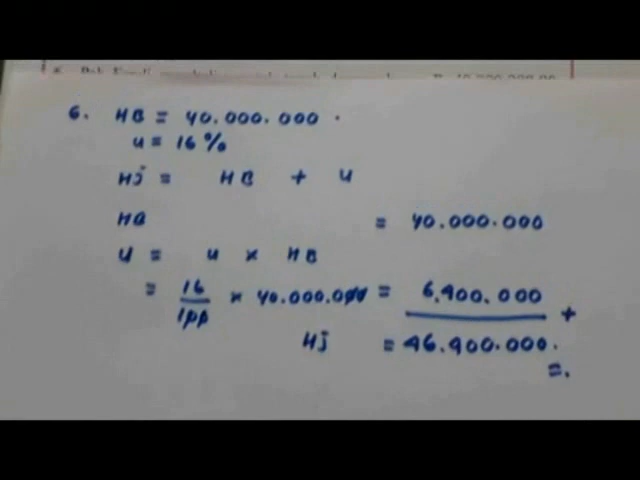 6. HB = 40.000.000.
u = 16%
Hj = HB + U
HB = 40.000.000
U = u x HB
= 16/100 x 40.000.000 = 6.400.000 +
Hj = 46.400.000.
=.